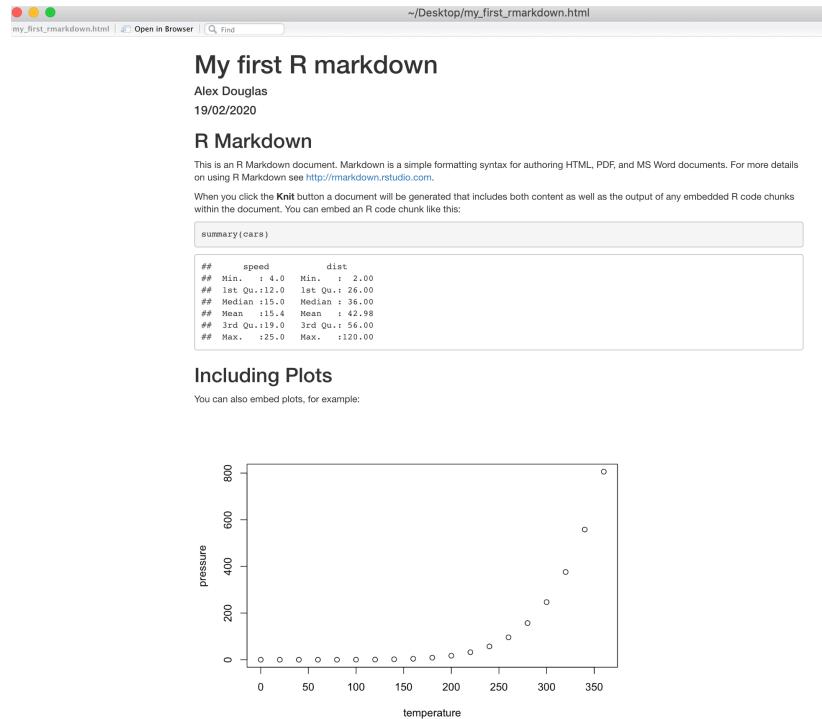 ~/Desktop/my_first_rmarkdown.html
my_first_rmarkdown.html | Open in Browser | Find
My first R markdown
Alex Douglas
19/02/2020
R Markdown
This is an R Markdown document. Markdown is a simple formatting syntax for authoring HTML, PDF, and MS Word documents. For more details
on using R Markdown see http://rmarkdown.rstudio.com.
When you click the Knit button a document will be generated that includes both content as well as the output of any embedded R code chunks
within the document. You can embed an R code chunk like this:
summary(cars)
##      speed           dist
##  Min.   : 4.0   Min.   :  2.00
##  1st Qu.:12.0   1st Qu.: 26.00
##  Median :15.0   Median : 36.00
##  Mean   :15.4   Mean   : 42.98
##  3rd Qu.:19.0   3rd Qu.: 56.00
##  Max.   :25.0   Max.   :120.00
Including Plots
You can also embed plots, for example:
800
600
400
200
0
pressure
0 50 100 150 200 250 300 350
temperature